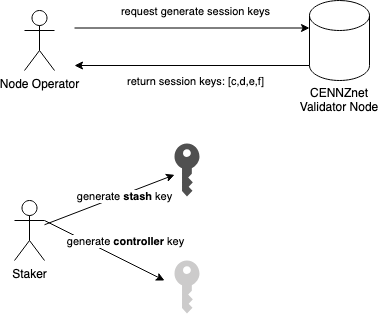 request generate session keys
Node Operator
return session keys: [c,d,e,f]
CENNZnet
Validator Node
generate stash key
generate controller key
Staker